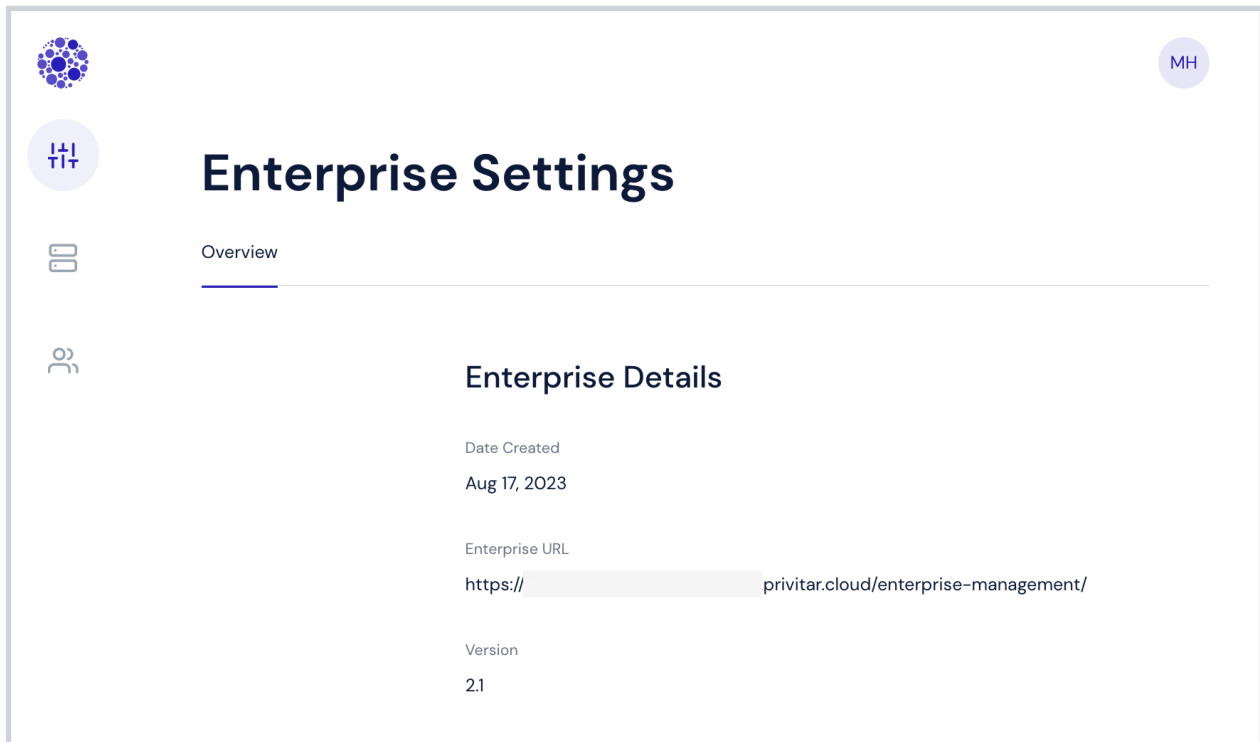 MH
Enterprise Settings
Overview
Enterprise Details
Date Created
Aug 17, 2023
Enterprise URL
https:// privitar.cloud/enterprise-management/
Version
2.1